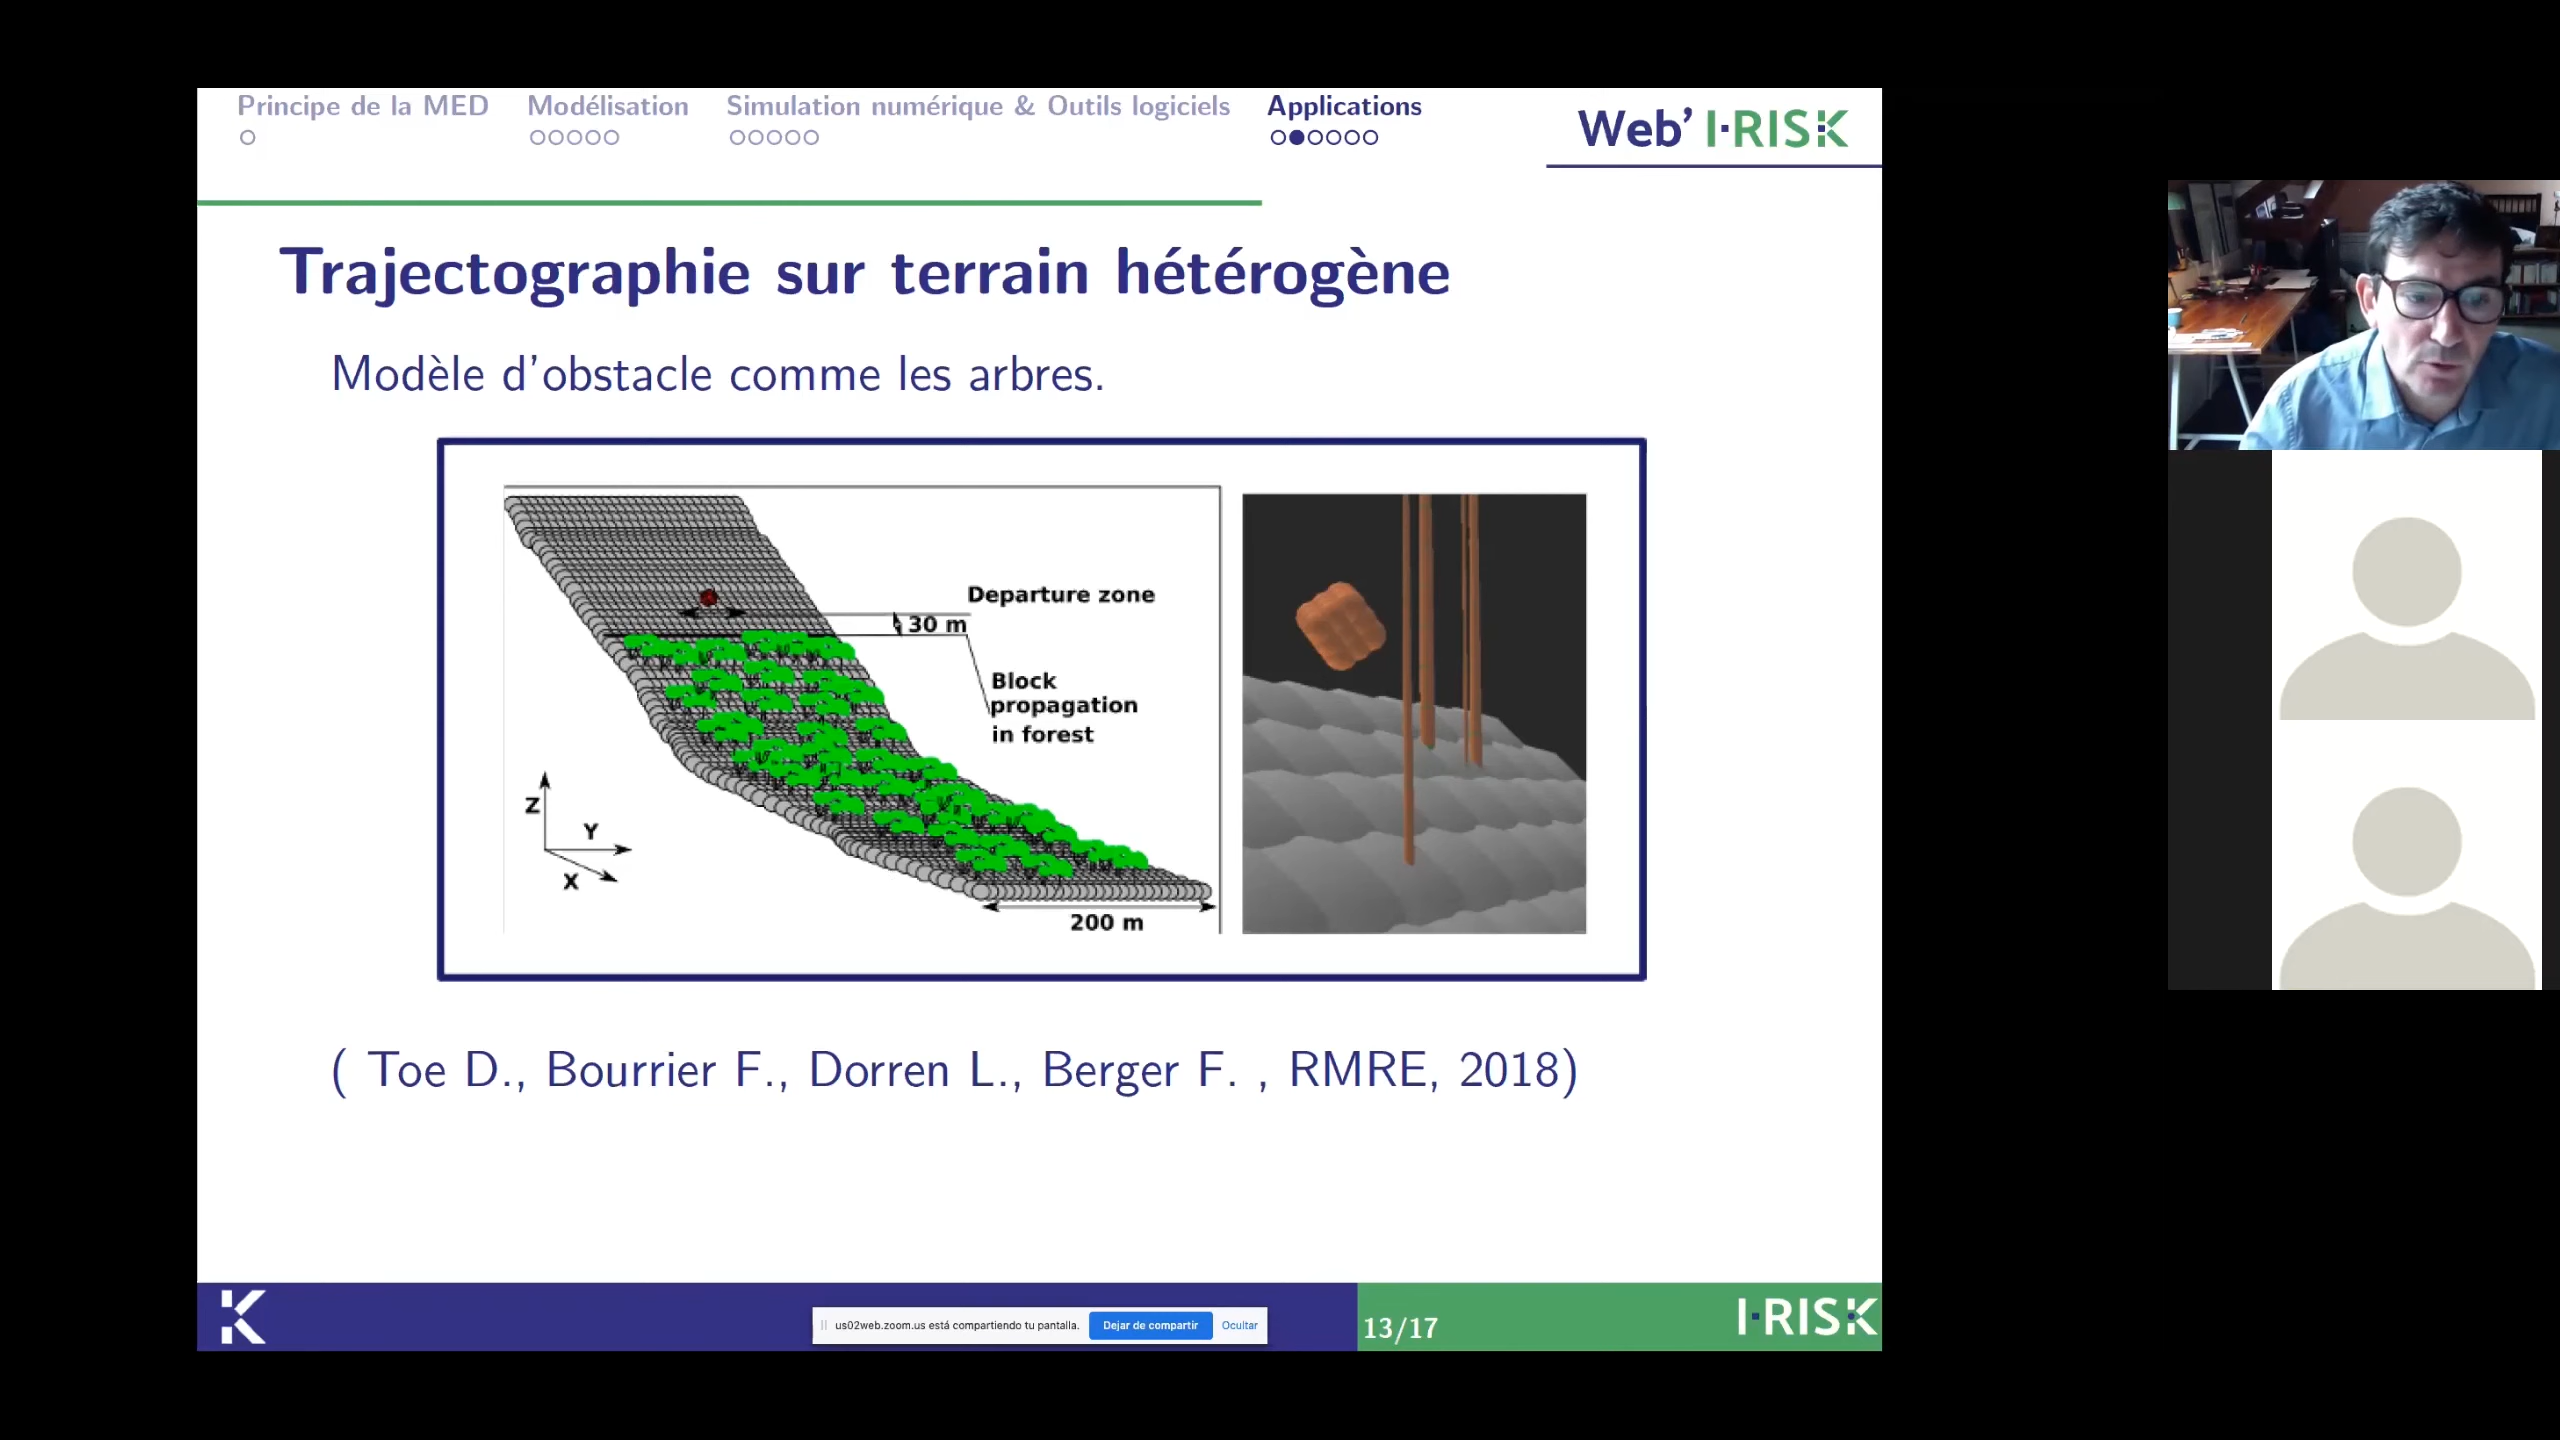 Principe de la MED
Modélisation
Simulation numérique & Outils logiciels
Applications
Web' I·RISK
Trajectographie sur terrain hétérogène
Modèle d'obstacle comme les arbres.
Departure zone
30 m
Block
propagation
in forest
Z
Y
X
200 m
( Toe D., Bourrier F., Dorren L., Berger F. , RMRE, 2018)
K
us02web.zoom.us está compartiendo tu pantalla.
Dejar de compartir
Ocultar
13/17
I·RISK